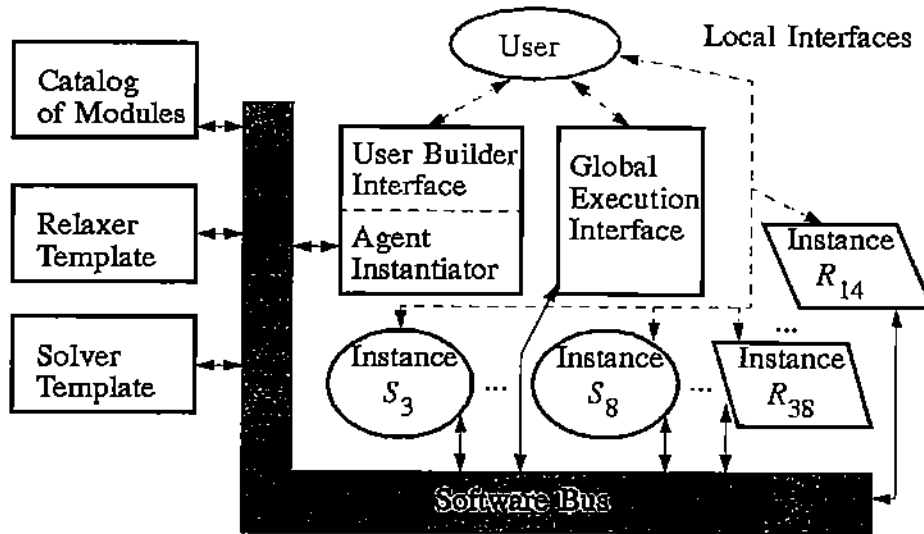 User
Local Interfaces
Catalog
of Modules
User Builder
Interface
Agent
Instantiator
Global
Execution
Interface
Relaxer
Template
Instance
R14
Solver
Template
Instance
S3
...
Instance
S8
...
Instance
R38
...
Software Bus